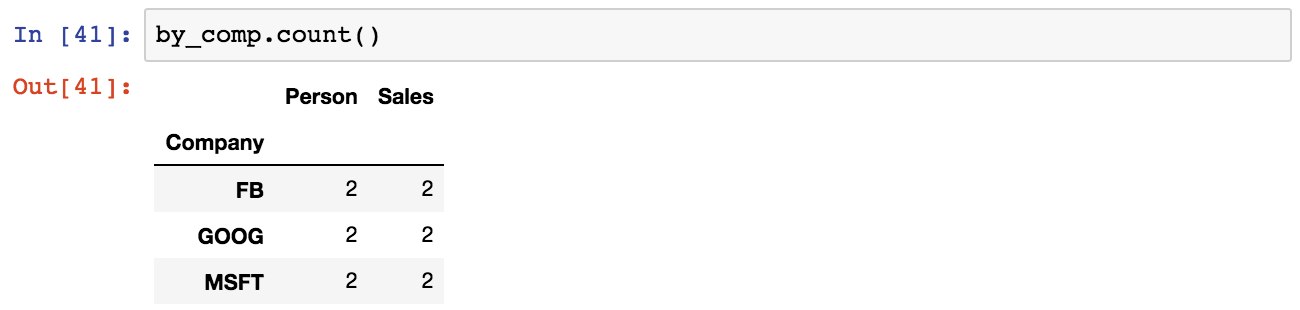 In [41]: by_comp.count()
Out[41]:
Person Sales
Company
FB 2 2
GOOG 2 2
MSFT 2 2